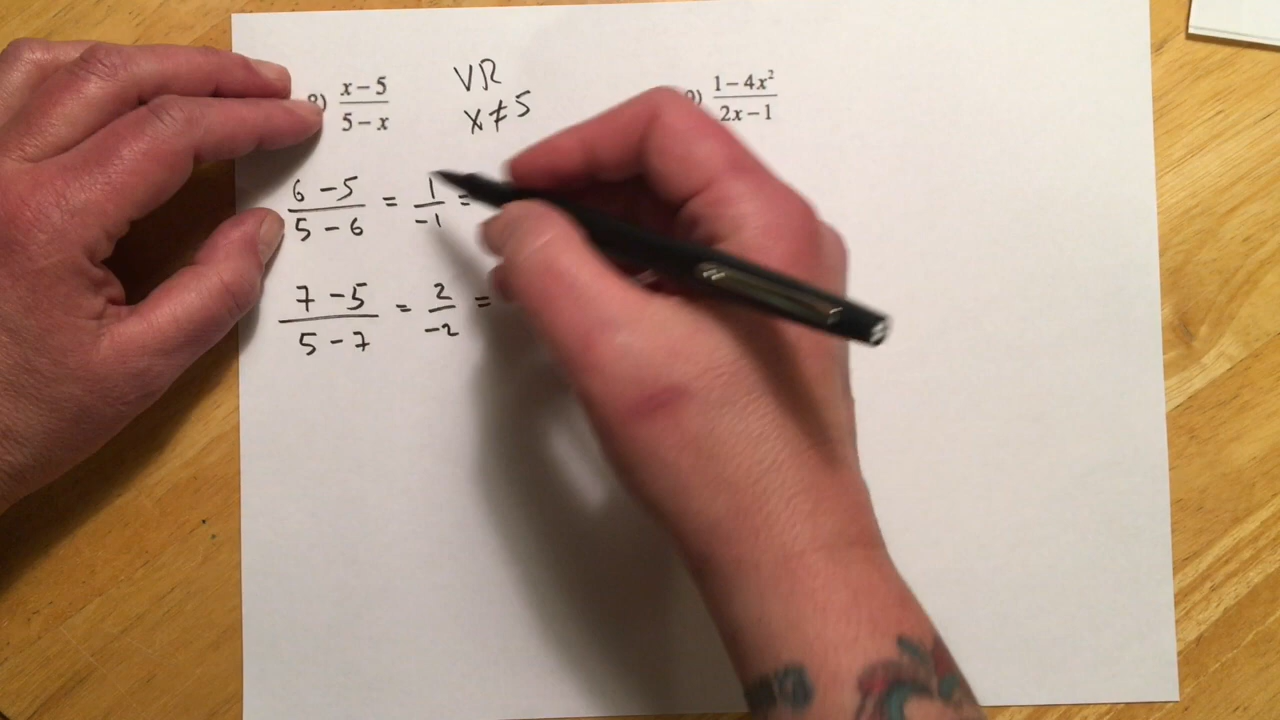 8) x-5 / 5-x
VR
x≠5
9) 1-4x² / 2x-1
6-5 / 5-6 = 1 / -1 =
7-5 / 5-7 = 2 / -2 =